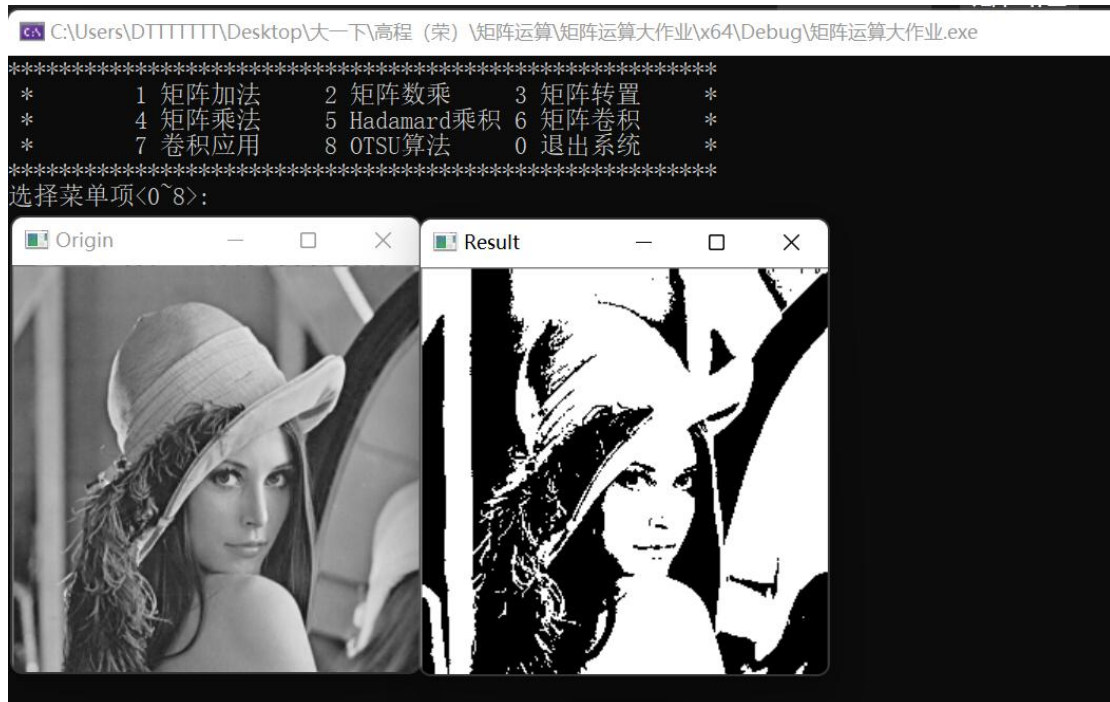 C:\Users\DTTTTTTT\Desktop\大一下\高程（荣）\矩阵运算\矩阵运算大作业\x64\Debug\矩阵运算大作业.exe
********************************************************
* 1 矩阵加法 2 矩阵数乘 3 矩阵转置 *
* 4 矩阵乘法 5 Hadamard乘积 6 矩阵卷积 *
* 7 卷积应用 8 OTSU算法 0 退出系统 *
********************************************************
选择菜单项<0~8>:
Origin
Result